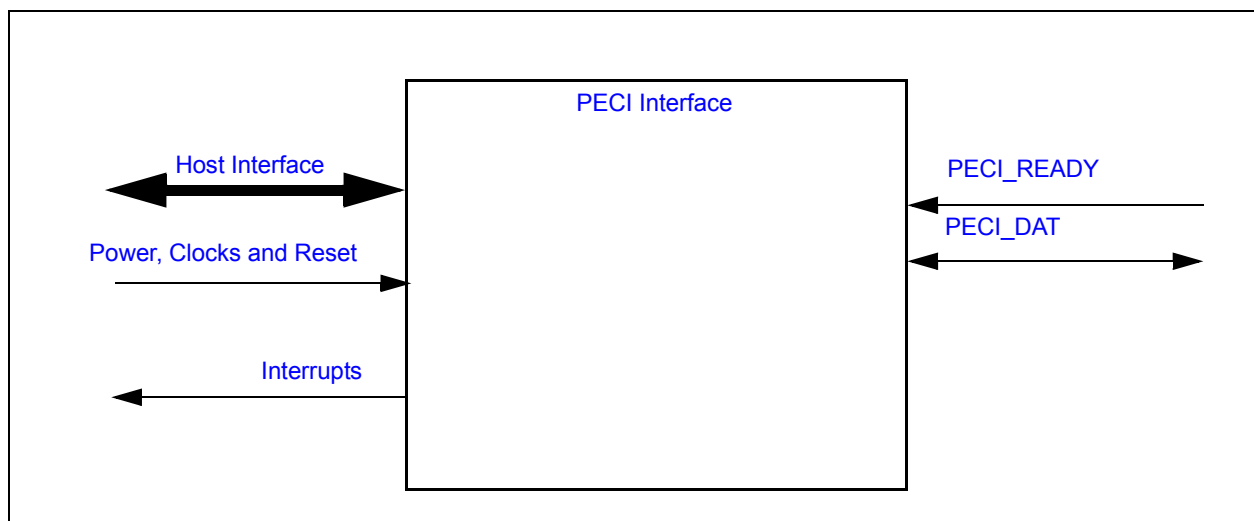 PECI Interface
Host Interface
Power, Clocks and Reset
Interrupts
PECI_READY
PECI_DAT